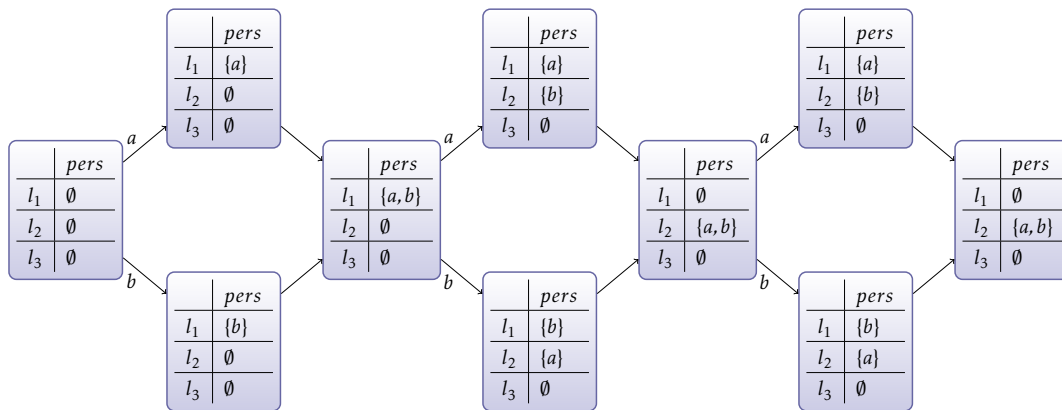 pers
l1 {a}
l2 ∅
l3 ∅
pers
l1 {a}
l2 {b}
l3 ∅
pers
l1 {a}
l2 {b}
l3 ∅
a
a
a
pers
l1 ∅
l2 ∅
l3 ∅
pers
l1 {a, b}
l2 ∅
l3 ∅
pers
l1 ∅
l2 {a, b}
l3 ∅
pers
l1 ∅
l2 {a, b}
l3 ∅
b
b
b
pers
l1 {b}
l2 ∅
l3 ∅
pers
l1 {b}
l2 {a}
l3 ∅
pers
l1 {b}
l2 {a}
l3 ∅